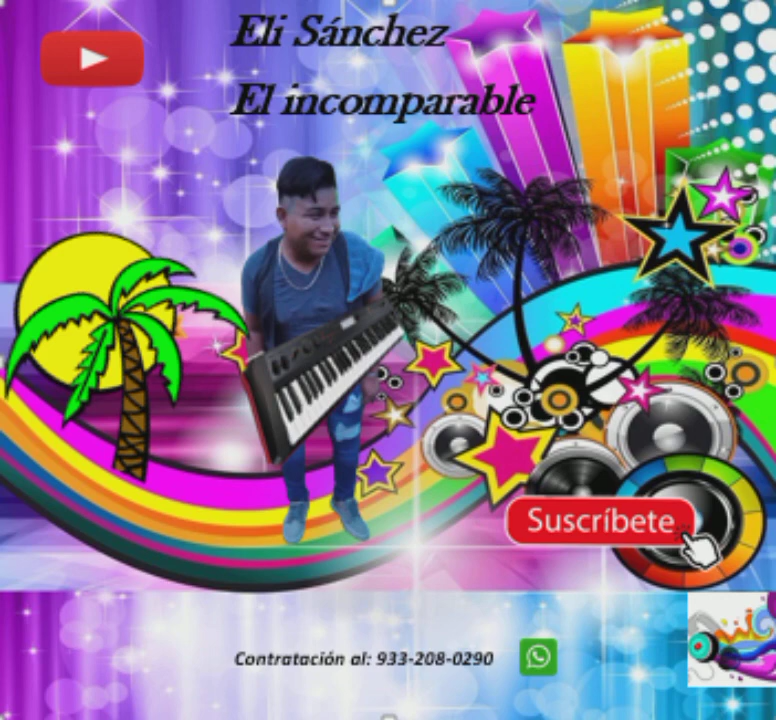 Eli Sánchez
El incomparable
Suscríbete
Contratación al: 933-208-0290